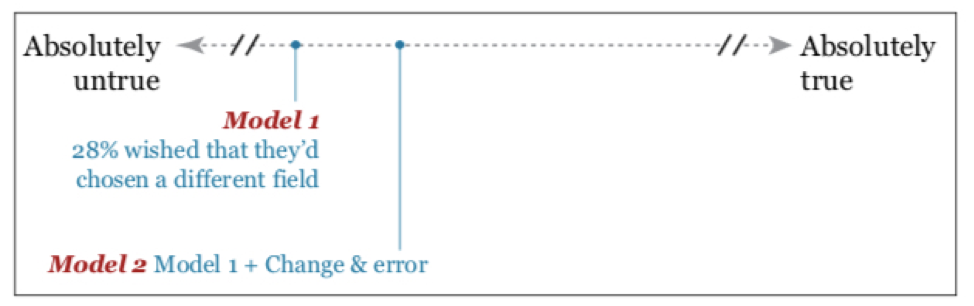 Absolutely untrue
Absolutely true
Model 1
28% wished that they'd
chosen a different field
Model 2 Model 1 + Change & error